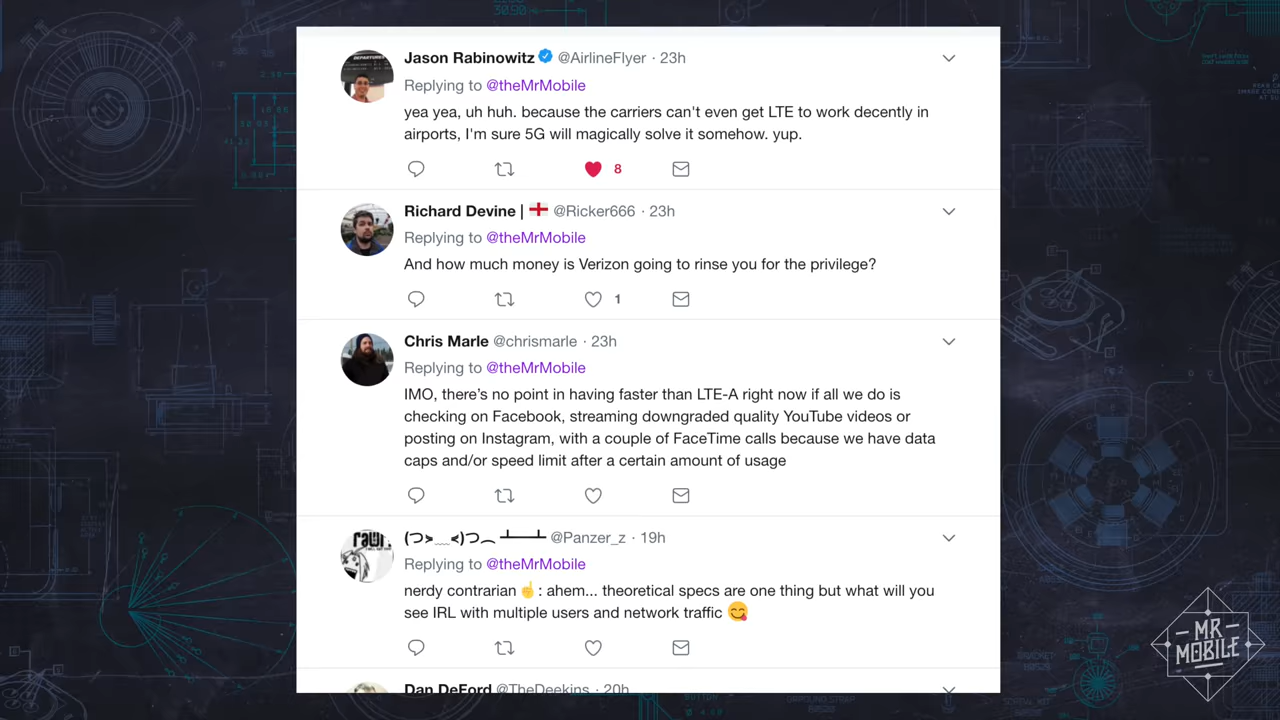 Jason Rabinowitz @AirlineFlyer · 23h
Replying to @theMrMobile
yea yea, uh huh. because the carriers can't even get LTE to work decently in
airports, I'm sure 5G will magically solve it somehow. yup.
8
Richard Devine | @Ricker666 · 23h
Replying to @theMrMobile
And how much money is Verizon going to rinse you for the privilege?
1
Chris Marle @chrismarle · 23h
Replying to @theMrMobile
IMO, there’s no point in having faster than LTE-A right now if all we do is
checking on Facebook, streaming downgraded quality YouTube videos or
posting on Instagram, with a couple of FaceTime calls because we have data
caps and/or speed limit after a certain amount of usage
(つ⋟﹏⋞)つ︵ ┻━┻ @Panzer_z · 19h
Replying to @theMrMobile
nerdy contrarian ☝: ahem... theoretical specs are one thing but what will you
see IRL with multiple users and network traffic 😋
Dan DeFord @TheDeekins · 20h
MR
MOBILE